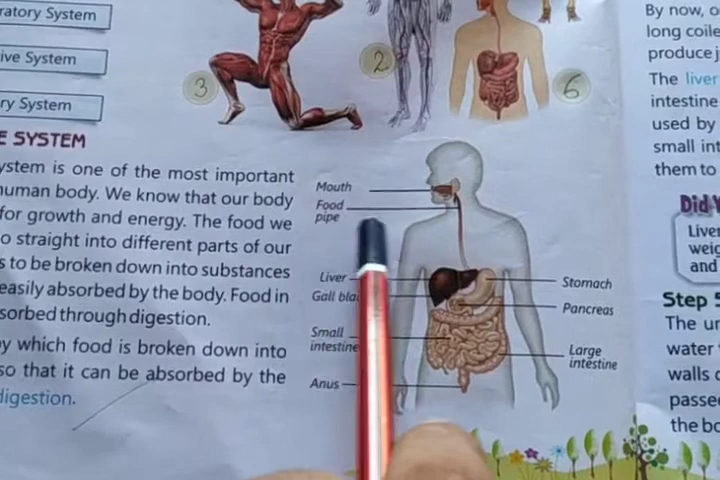 ratory System
ive System
ry System
3
2
6
E SYSTEM
ystem is one of the most important
human body. We know that our body
for growth and energy. The food we
o straight into different parts of our
s to be broken down into substances
easily absorbed by the body. Food in
sorbed through digestion.
y which food is broken down into
so that it can be absorbed by the
digestion.
Mouth
Food
pipe
Liver
Gall bla
Small
intestine
Anus
Stomach
Pancreas
Large
intestine
By now, o
long coile
produce j
The liver
intestine
used by
small int
them to
Did Y
Liver
weig
and
Step 5
The un
water
walls o
passe
the bo